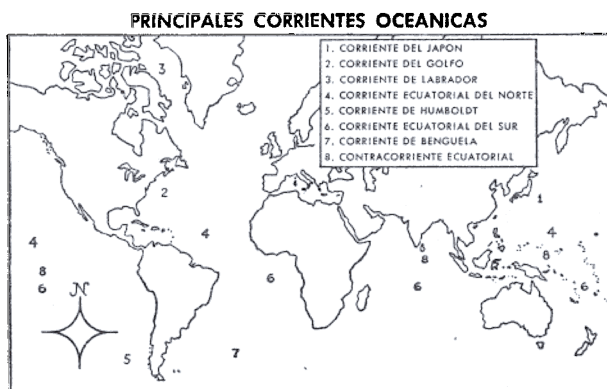 PRINCIPALES CORRIENTES OCEANICAS
1. CORRIENTE DEL JAPON
2. CORRIENTE DEL GOLFO
3. CORRIENTE DE LABRADOR
4. CORRIENTE ECUATORIAL DEL NORTE
5. CORRIENTE DE HUMBOLDT
6. CORRIENTE ECUATORIAL DEL SUR
7. CORRIENTE DE BENGUELA
8. CONTRACORRIENTE ECUATORIAL
3
2
1
4
4
4
8
8
8
6
6
6
6
N
5
7